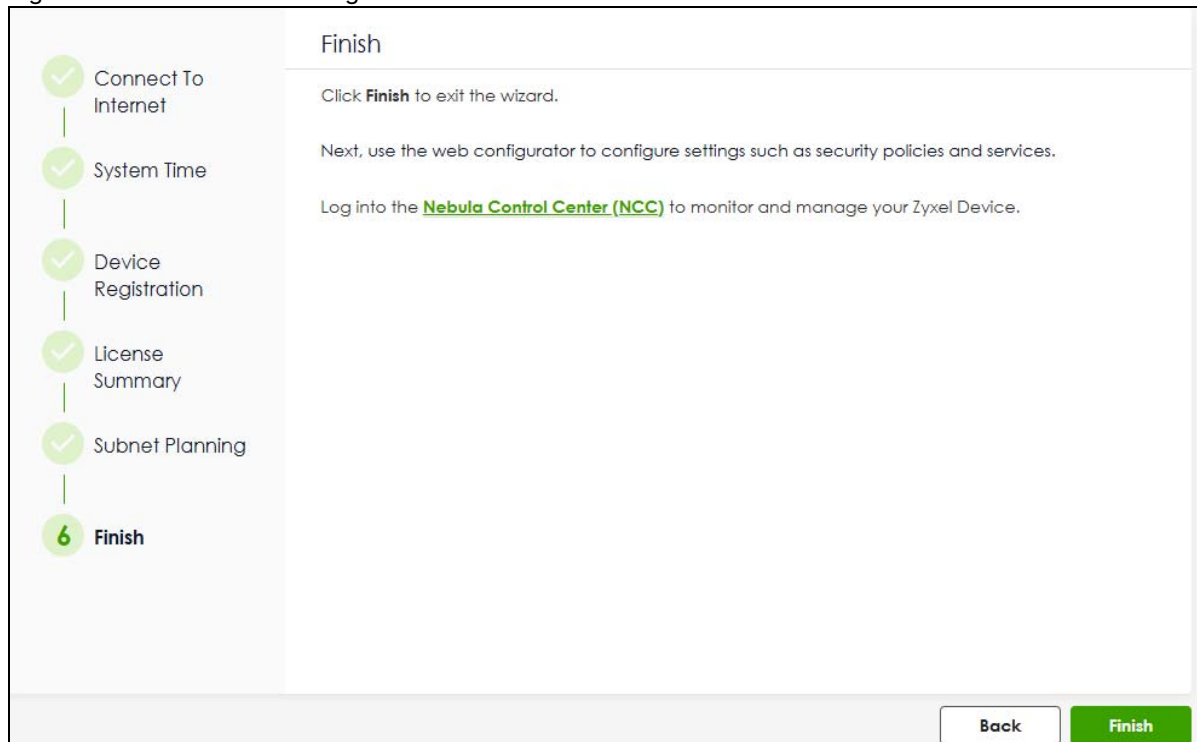 Finish
Connect To
Internet
Click Finish to exit the wizard.
Next, use the web configurator to configure settings such as security policies and services.
System Time
Log into the Nebula Control Center (NCC) to monitor and manage your Zyxel Device.
Device
Registration
License
Summary
Subnet Planning
6 Finish
Back
Finish